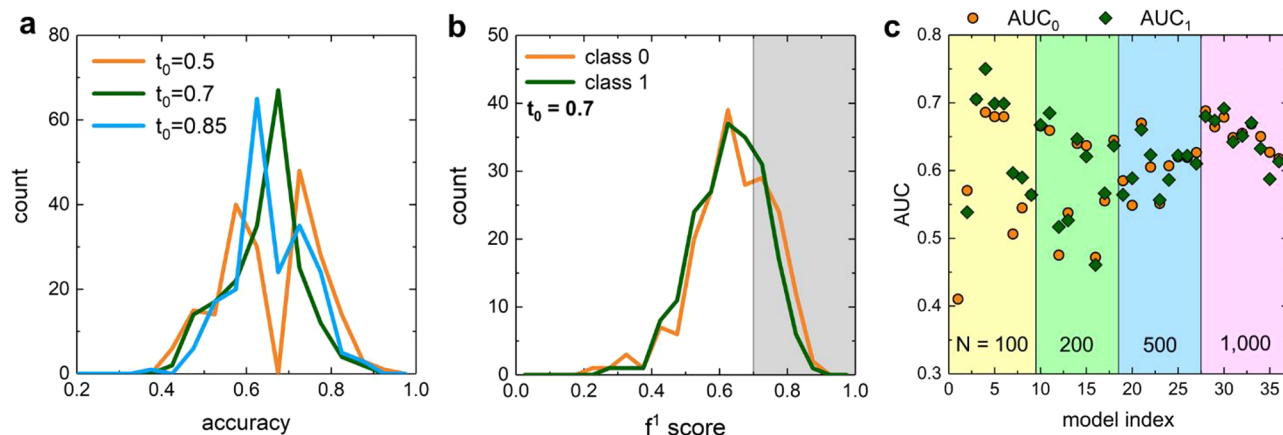 a
80
60
40
20
0
t₀=0.5
t₀=0.7
t₀=0.85
count
0.2 0.4 0.6 0.8 1.0
accuracy
b
50
40
30
20
10
0
class 0
class 1
t₀ = 0.7
count
0.0 0.2 0.4 0.6 0.8 1.0
f¹ score
c
AUC₀ AUC₁
0.8
0.7
0.6
0.5
0.4
0.3
AUC
N = 100 200 500 1,000
0 5 10 15 20 25 30 35
model index